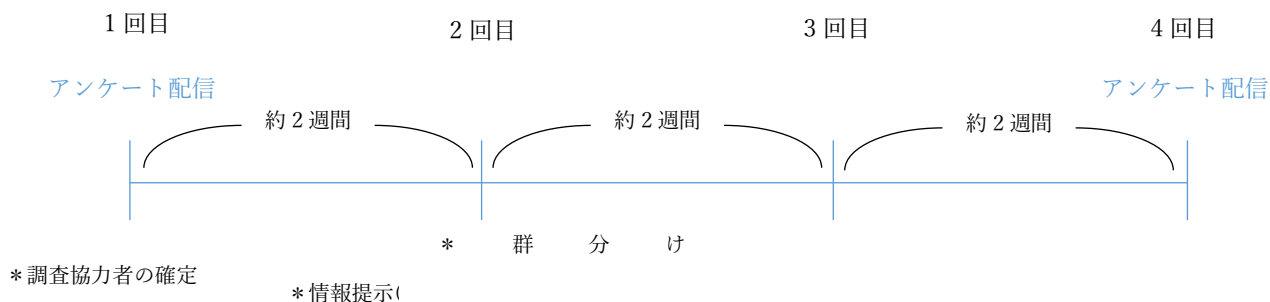 1回目 2回目 3回目 4回目
アンケート配信 アンケート配信
約2週間 約2週間 約2週間
* 群 分 け
*調査協力者の確定
*情報提示(